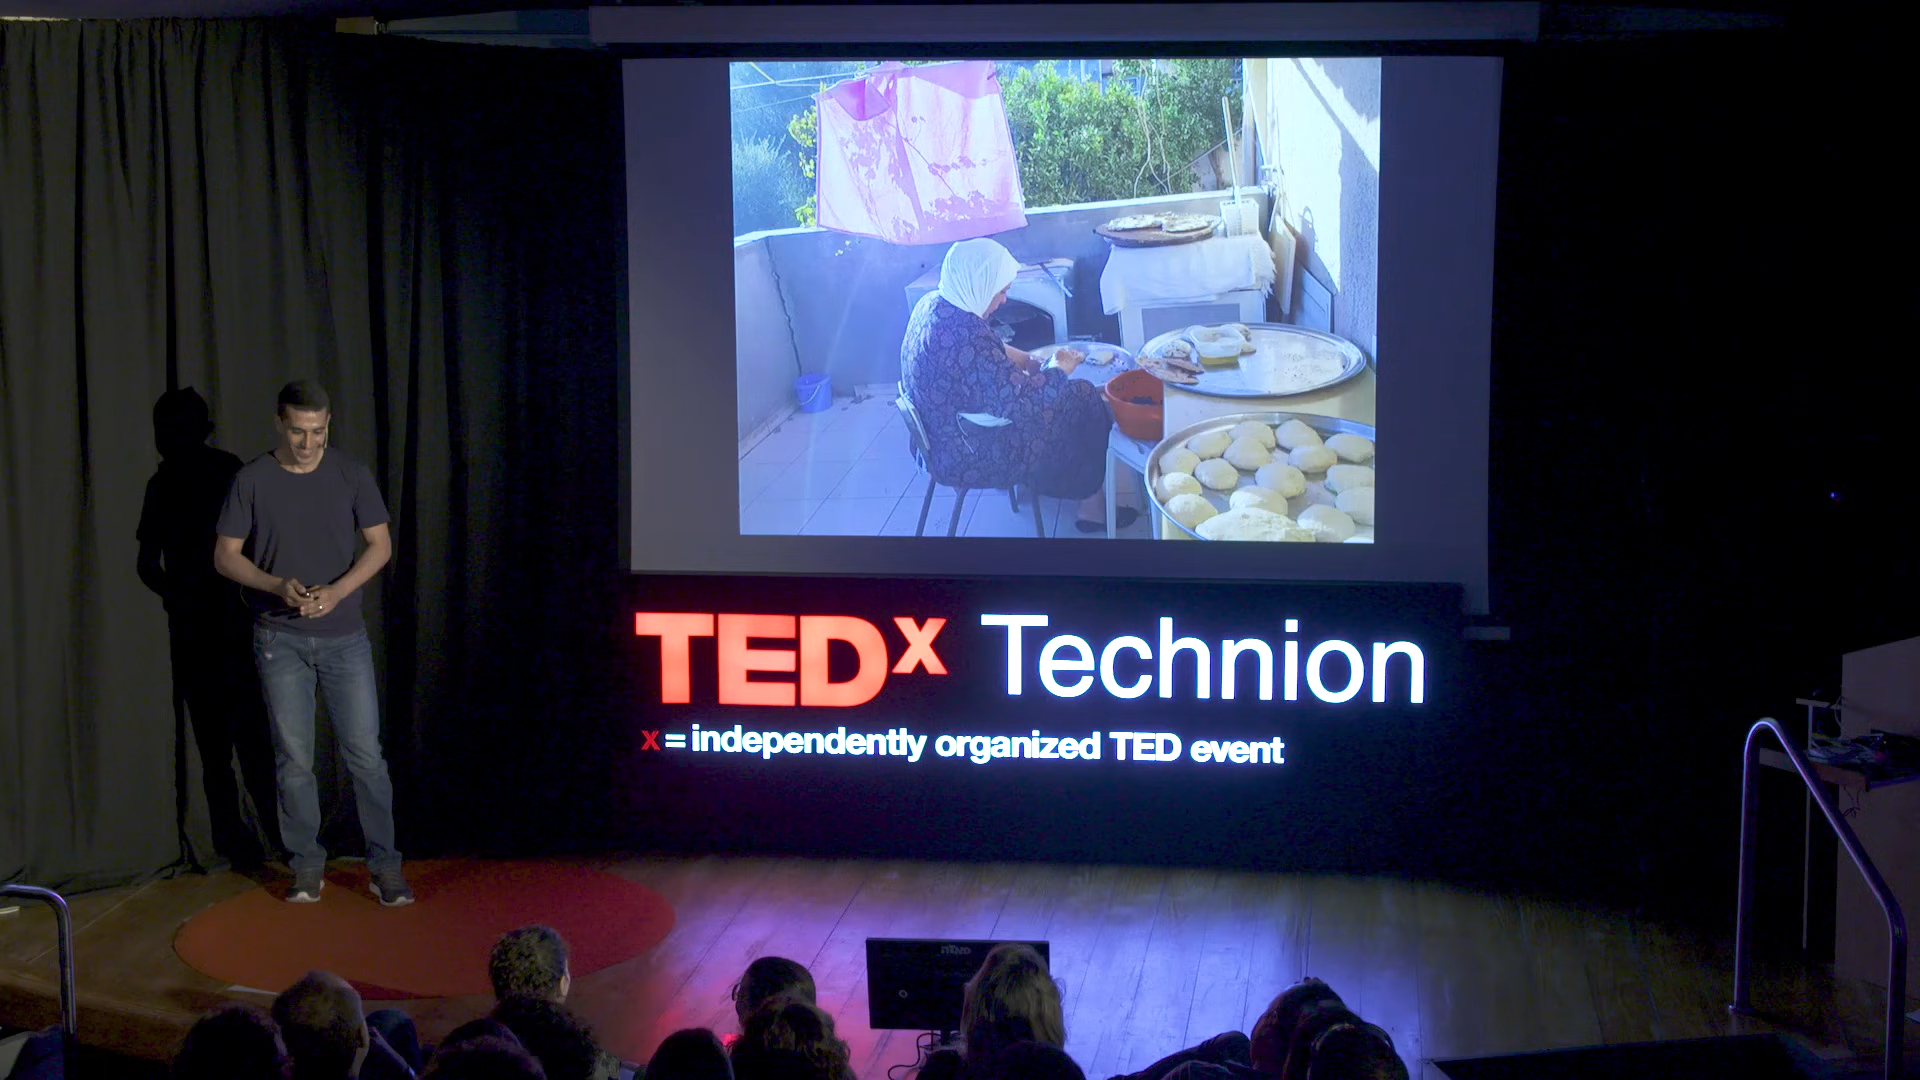 TEDx Technion
x = independently organized TED event